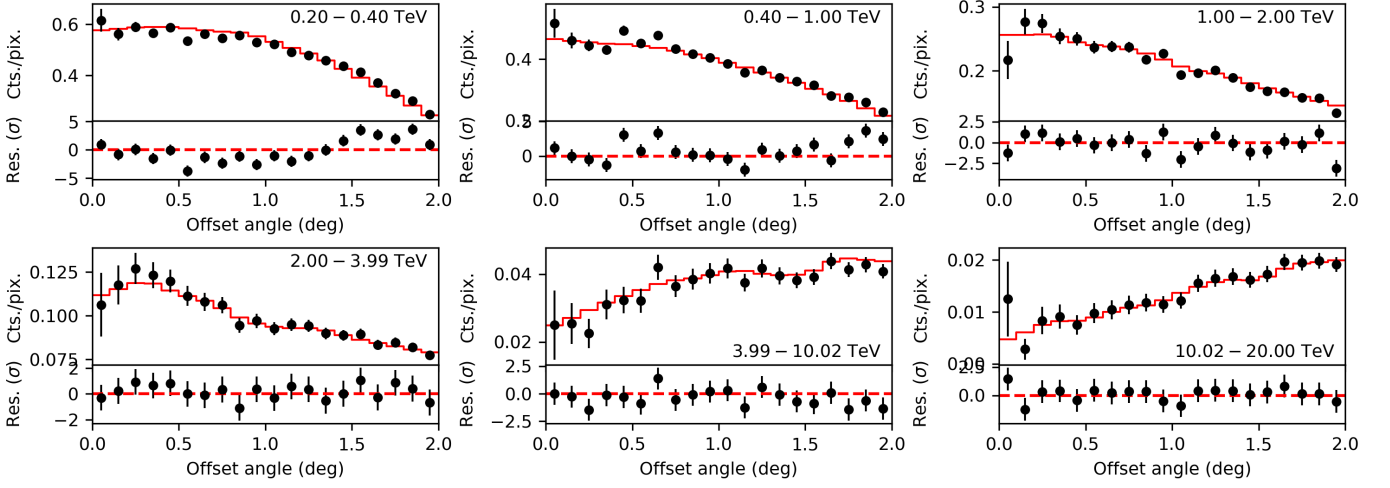 0.20 − 0.40 TeV
Cts./pix.
0.6
0.4
Res. (σ)
5
0
−5
0.0 0.5 1.0 1.5 2.0
Offset angle (deg)
0.40 − 1.00 TeV
Cts./pix.
0.4
0.2
Res. (σ)
5
0
0.0 0.5 1.0 1.5 2.0
Offset angle (deg)
1.00 − 2.00 TeV
Cts./pix.
0.3
0.2
Res. (σ)
2.5
0.0
−2.5
0.0 0.5 1.0 1.5 2.0
Offset angle (deg)
2.00 − 3.99 TeV
Cts./pix.
0.125
0.100
0.075
Res. (σ)
2
0
−2
0.0 0.5 1.0 1.5 2.0
Offset angle (deg)
3.99 − 10.02 TeV
Cts./pix.
0.04
0.02
Res. (σ)
2.5
0.0
−2.5
0.0 0.5 1.0 1.5 2.0
Offset angle (deg)
10.02 − 20.00 TeV
Cts./pix.
0.02
0.01
0.00
Res. (σ)
2.5
0.0
0.0 0.5 1.0 1.5 2.0
Offset angle (deg)